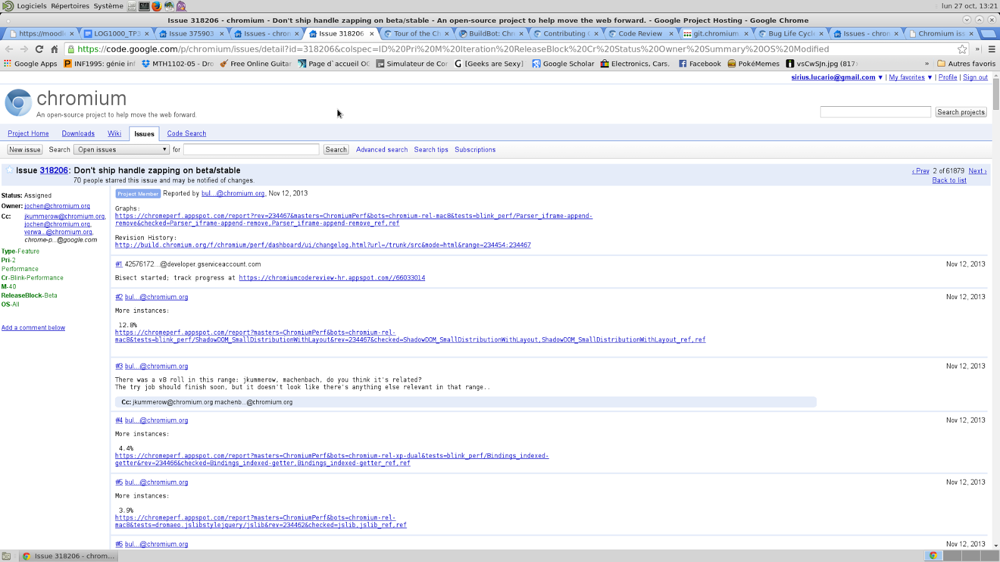 Logiciels Répertoires Système
lun 27 oct, 13:21
Issue 318206 - chromium - Don't ship handle zapping on beta/stable - An open-source project to help move the web forward. - Google Project Hosting - Google Chrome
https://moodle
LOG1000_TP3
Issue 375903
Issues - chron
Issue 318206
Tour of the Ch
BuildBot: Chr
Contributing
Code Review
git.chromium.
Bug Life Cycl
Issues - chron
Chromium iss
https://code.google.com/p/chromium/issues/detail?id=318206&colspec=ID%20Pri%20M%20Iteration%20ReleaseBlock%20Cr%20Status%20Owner%20Summary%20OS%20Modified
Google Apps
INF1995: génie inf
MTH1102-05 - Dro
Free Online Guitar
Page d`accueil OC
Simulateur de Cor
[Geeks are Sexy]
Google Scholar
Electronics, Cars,
Facebook
PokéMemes
vsCwSJn.jpg (817
»
Autres favoris
sirius.lucario@gmail.com ▼ | My favorites ▼ | Profile | Sign out
chromium
An open-source project to help move the web forward.
Search projects
Project Home Downloads Wiki Issues Code Search
New issue Search Open issues for Search Advanced search Search tips Subscriptions
Issue 318206: Don't ship handle zapping on beta/stable
‹ Prev 2 of 61879 Next ›
70 people starred this issue and may be notified of changes.
Back to list
Status: Assigned
Owner: jochen@chromium.org
Cc: jkummerow@chromium.org,
jochen@chromium.org,
verwa...@chromium.org,
chrome-p...@google.com
Type-Feature
Pri-2
Performance
Cr-Blink-Performance
M-40
ReleaseBlock-Beta
OS-All
Add a comment below
Project Member Reported by bul...@chromium.org, Nov 12, 2013
Graphs:
https://chromeperf.appspot.com/report?rev=234467&masters=ChromiumPerf&bots=chromium-rel-mac8&tests=blink_perf/Parser_iframe-append-
remove&checked=Parser_iframe-append-remove,Parser_iframe-append-remove_ref,ref
Revision History:
http://build.chromium.org/f/chromium/perf/dashboard/ui/changelog.html?url=/trunk/src&mode=html&range=234454:234467
#1 42576172...@developer.gserviceaccount.com
Nov 12, 2013
Bisect started; track progress at https://chromiumcodereview-hr.appspot.com//66033014
#2 bul...@chromium.org
Nov 12, 2013
More instances:
12.8%
https://chromeperf.appspot.com/report?masters=ChromiumPerf&bots=chromium-rel-
mac8&tests=blink_perf/ShadowDOM_SmallDistributionWithLayout&rev=234467&checked=ShadowDOM_SmallDistributionWithLayout,ShadowDOM_SmallDistributionWithLayout_ref,ref
#3 bul...@chromium.org
Nov 12, 2013
There was a v8 roll in this range: jkummerow, machenbach, do you think it's related?
The try job should finish soon, but it doesn't look like there's anything else relevant in that range..
Cc: jkummerow@chromium.org machenb...@chromium.org
#4 bul...@chromium.org
Nov 12, 2013
More instances:
4.4%
https://chromeperf.appspot.com/report?masters=ChromiumPerf&bots=chromium-rel-xp-dual&tests=blink_perf/Bindings_indexed-
getter&rev=234466&checked=Bindings_indexed-getter,Bindings_indexed-getter_ref,ref
#5 bul...@chromium.org
Nov 12, 2013
More instances:
3.9%
https://chromeperf.appspot.com/report?masters=ChromiumPerf&bots=chromium-rel-
mac8&tests=dromaeo.jslibstylejquery/jslib&rev=234462&checked=jslib,jslib_ref,ref
#6 bul...@chromium.org
Nov 12, 2013
Issue 318206 - chrom...